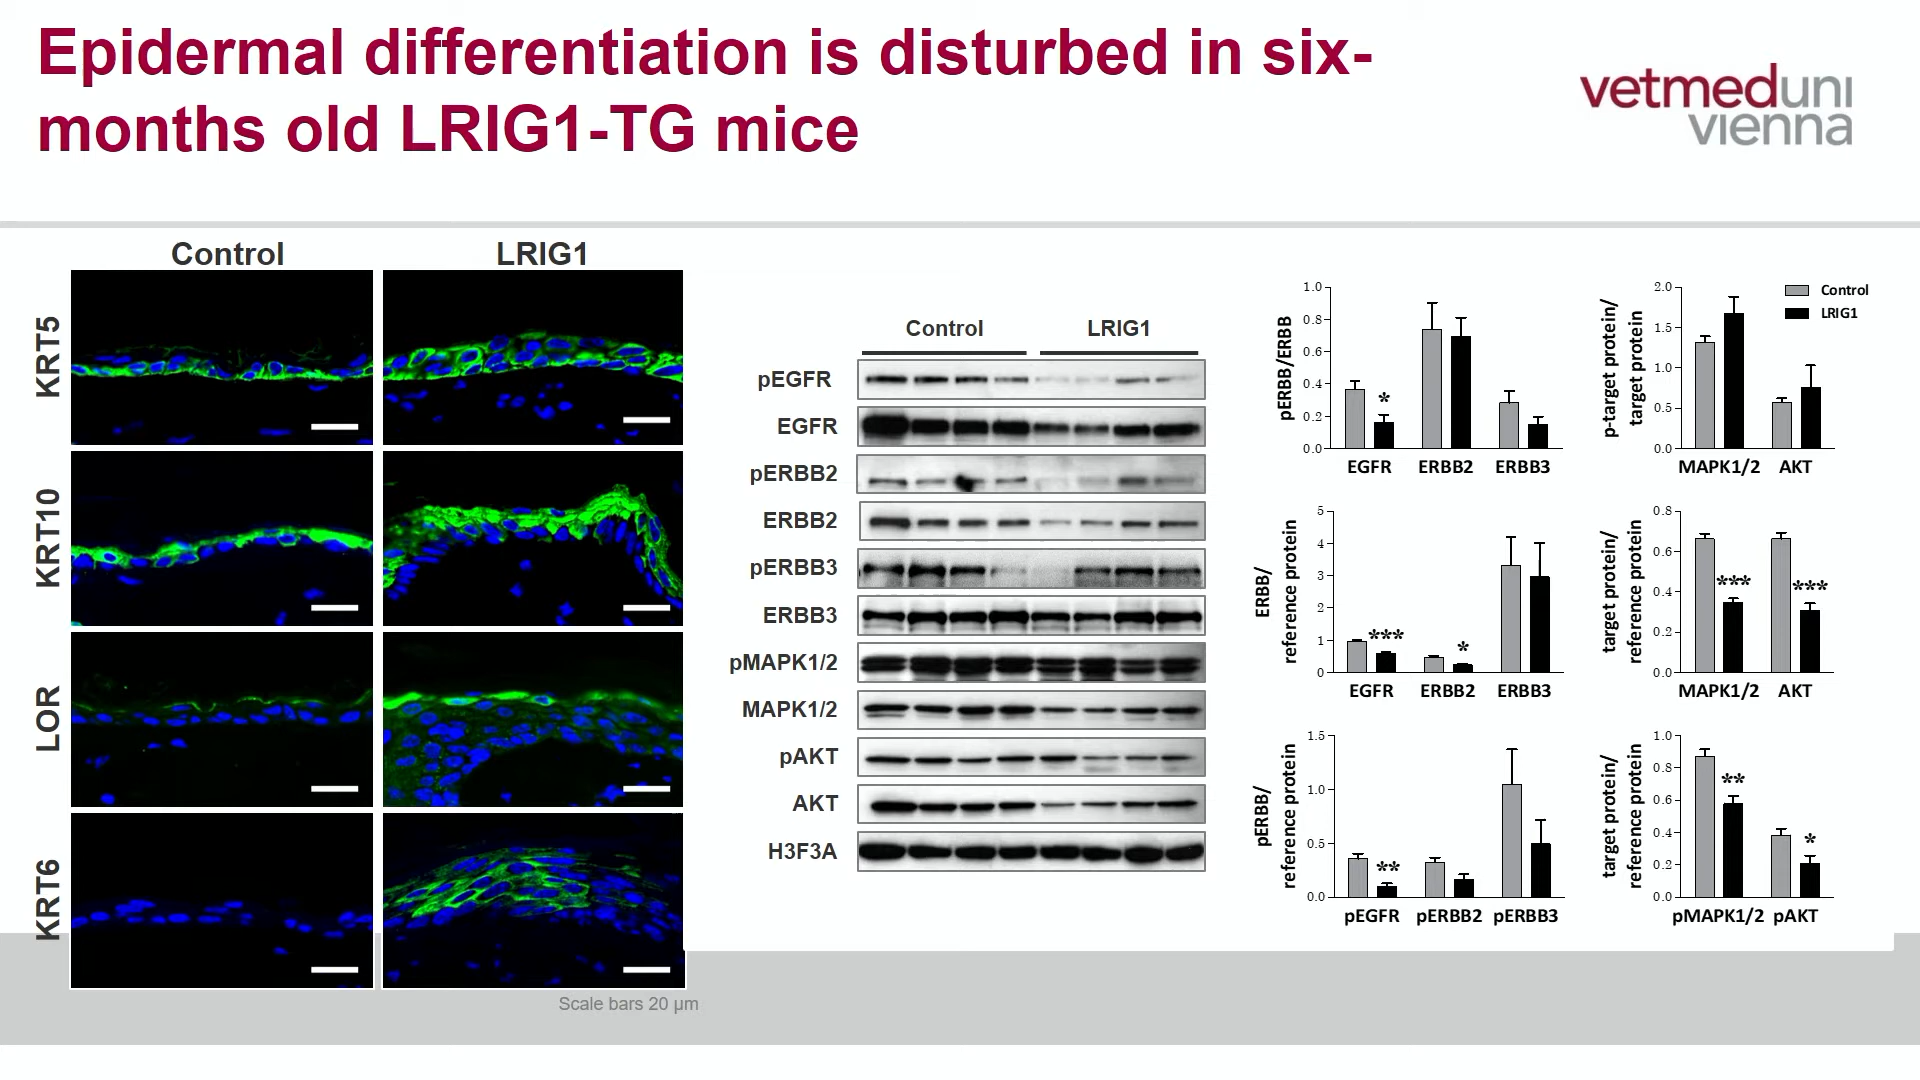 Epidermal differentiation is disturbed in six-
months old LRIG1-TG mice
vetmeduni
vienna
Control LRIG1
KRT5
KRT10
LOR
KRT6
Scale bars 20 µm
Control LRIG1
pEGFR
EGFR
pERBB2
ERBB2
pERBB3
ERBB3
pMAPK1/2
MAPK1/2
pAKT
AKT
H3F3A
pERBB/ERBB
1.0
0.8
0.6
0.4
0.2
0.0
*
EGFR ERBB2 ERBB3
p-target protein/
target protein
2.0
1.5
1.0
0.5
0.0
MAPK1/2 AKT
Control
LRIG1
ERBB/
reference protein
5
4
3
2
1
0
*** *
EGFR ERBB2 ERBB3
target protein/
reference protein
0.8
0.6
0.4
0.2
0.0
*** ***
MAPK1/2 AKT
pERBB/
reference protein
1.5
1.0
0.5
0.0
**
pEGFR pERBB2 pERBB3
target protein/
reference protein
1.0
0.8
0.6
0.4
0.2
0.0
** *
pMAPK1/2 pAKT